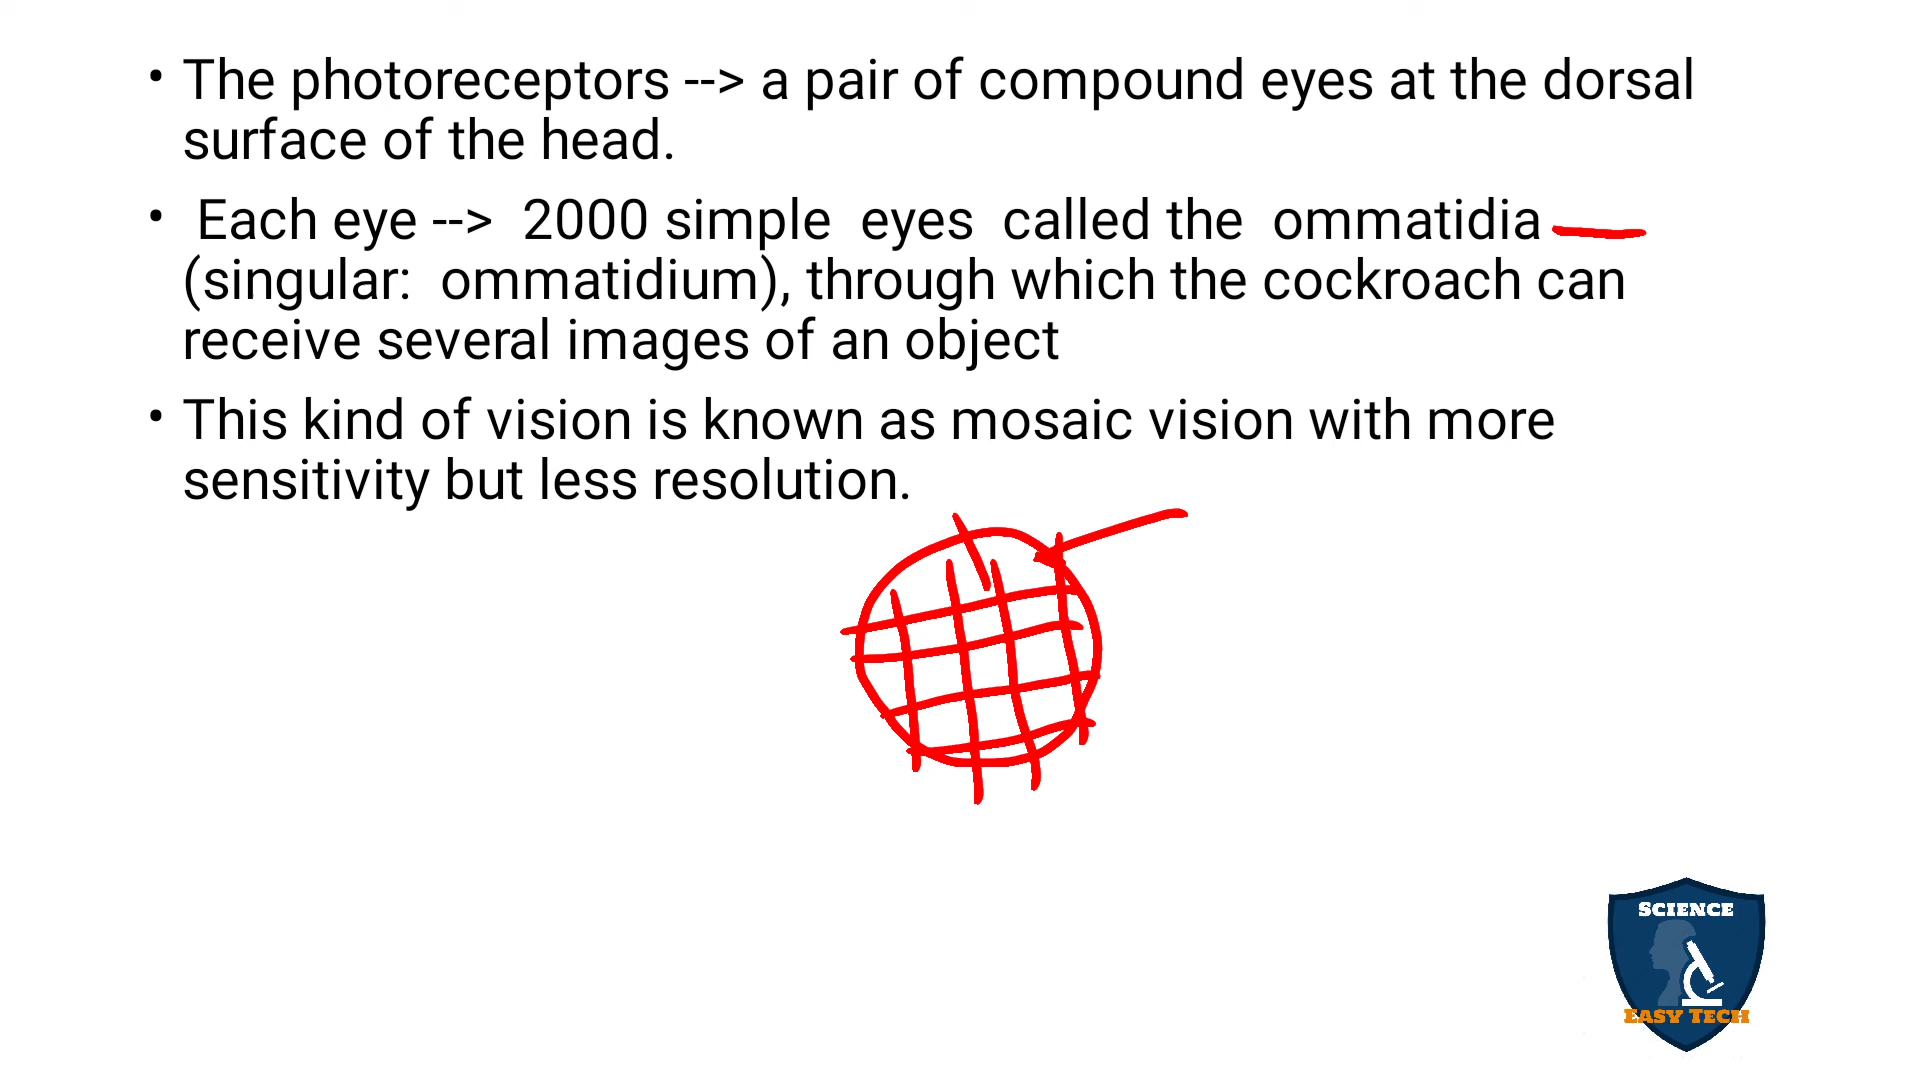 • The photoreceptors --> a pair of compound eyes at the dorsal
surface of the head.
• Each eye --> 2000 simple eyes called the ommatidia
(singular: ommatidium), through which the cockroach can
receive several images of an object
• This kind of vision is known as mosaic vision with more
sensitivity but less resolution.
SCIENCE
EASY TECH